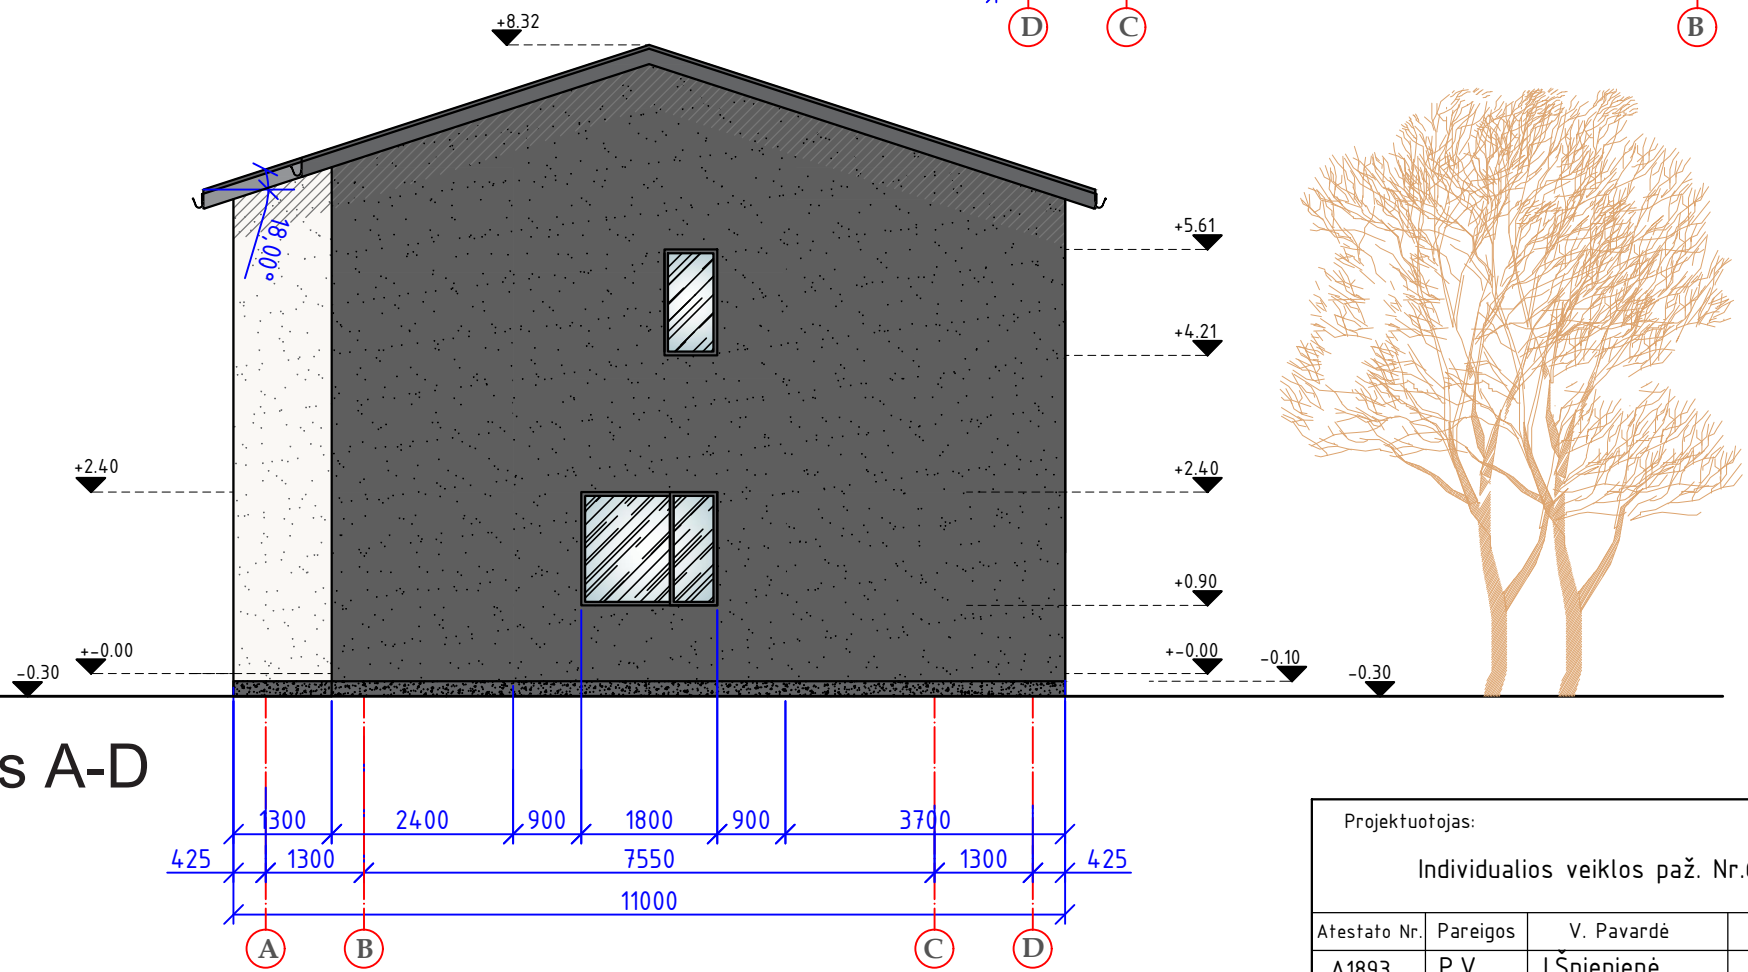 +8.32
D C B
18,00°
+5.61
+4.21
+2.40
+2.40
+0.90
+-0.00
+-0.00
-0.30
-0.10
-0.30
s A-D
1300 2400 900 1800 900 3700
425 1300 7550 1300 425
11000
A B C D
Projektuotojas:
Individualios veiklos paž. Nr.
Atestato Nr. Pareigos V. Pavardė
A1893 P.V.